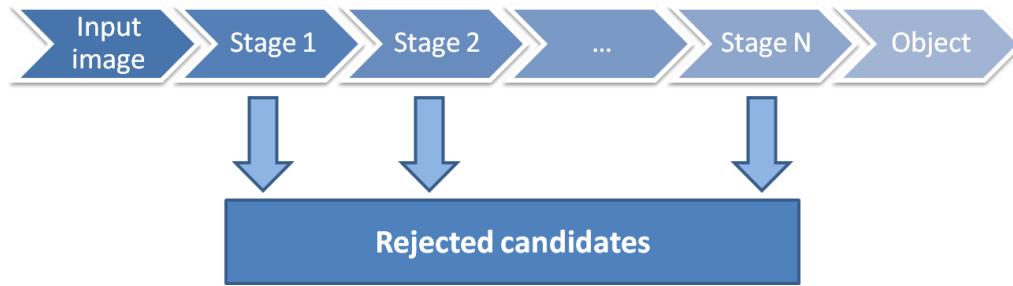 Input
image
Stage 1
Stage 2
...
Stage N
Object
Rejected candidates